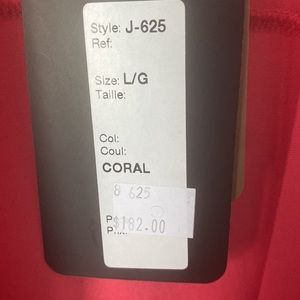 Style: J-625
Ref:
Size: L/G
Taille:
Col:
Coul:
CORAL
8 625
$182.00